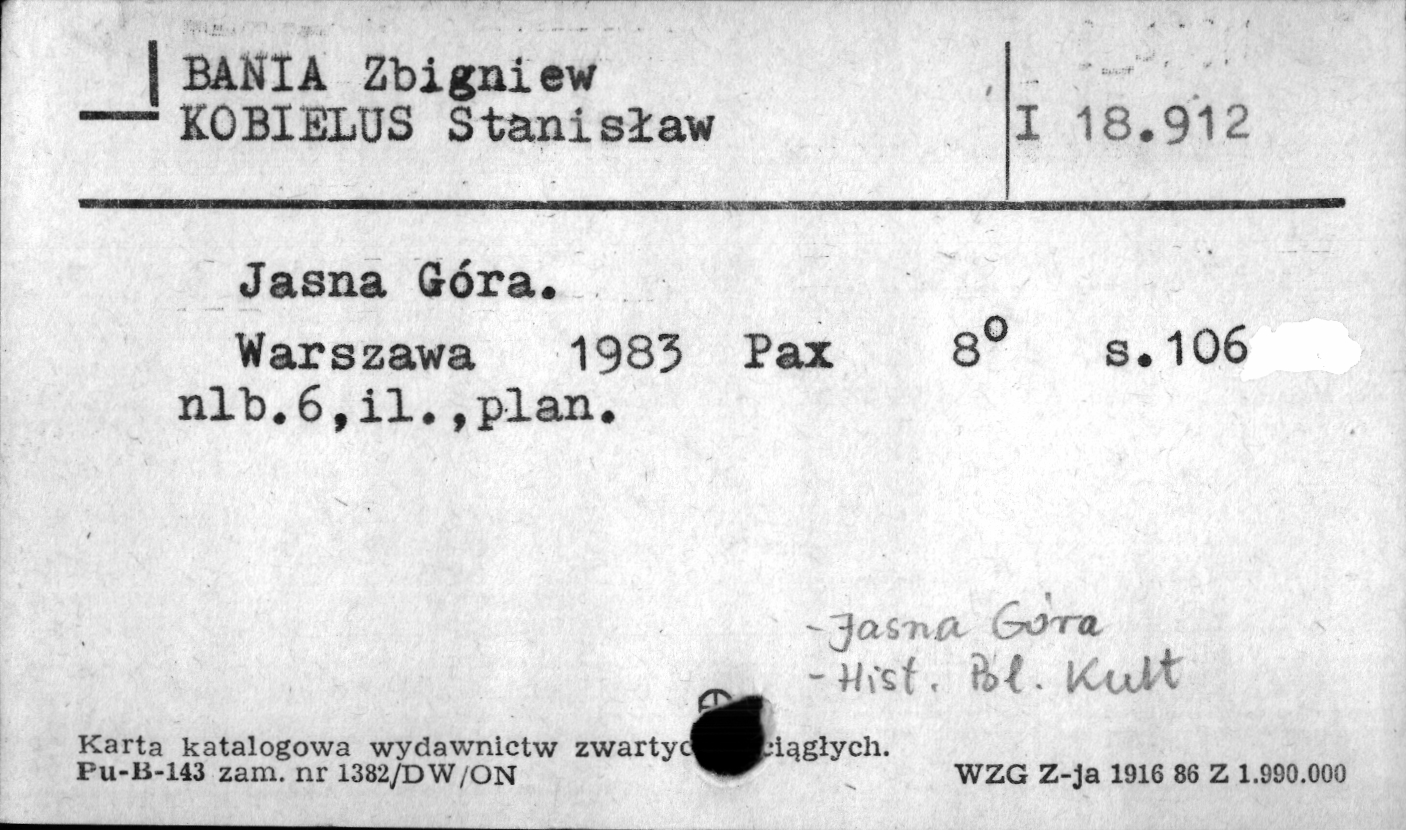 BANIA Zbigniew
KOBIELUS Stanisław
I 18.912
Jasna Góra.
Warszawa 1983 Pax 8° s.106
nlb.6,il.,plan.
- Jasna Góra
- Hist. Pol. Kult
Karta katalogowa wydawnictw zwartyc ciągłych.
Pu-B-143 zam. nr 1382/DW/ON
WZG Z-ja 1916 86 Z 1.990.000